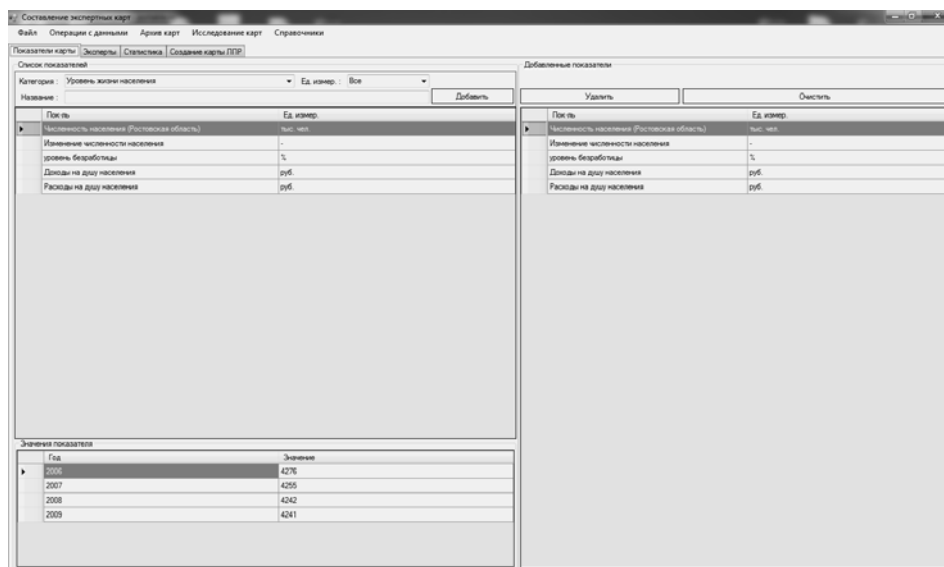 Составление экспертных карт
Файл Операции с данными Архив карт Исследование карт Справочники
Показатели карты Эксперты Статистика Создание карты ЛПР
Список показателей
Категория : Уровень жизни населения Ед. измер. : Все
Название : Добавить
Пок-ль Ед. измер.
Численность населения (Ростовская область) тыс. чел.
Изменение численности населения -
уровень безработицы %
Доходы на душу населения руб.
Расходы на душу населения руб.
Значения показателя
Год Значение
2006 4276
2007 4255
2008 4242
2009 4241
Добавленные показатели
Удалить Очистить
Пок-ль Ед. измер.
Численность населения (Ростовская область) тыс. чел.
Изменение численности населения -
уровень безработицы %
Доходы на душу населения руб.
Расходы на душу населения руб.